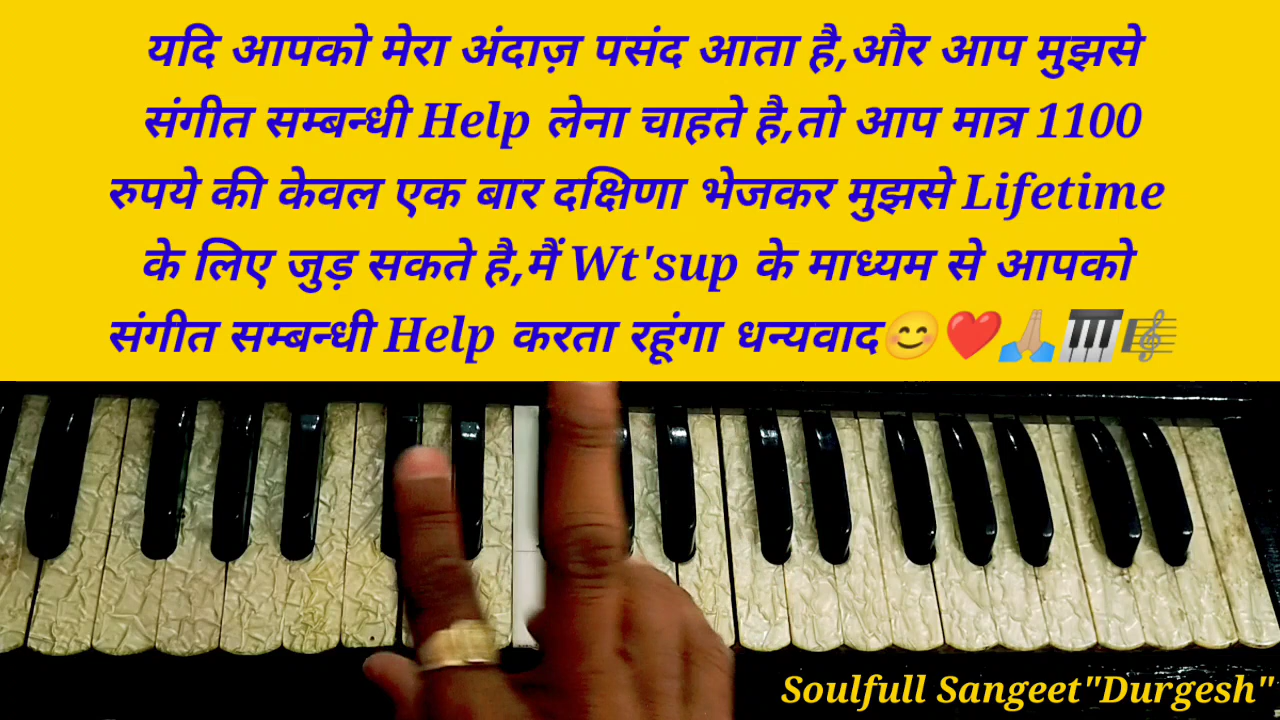 यदि आपको मेरा अंदाज़ पसंद आता है,और आप मुझसे
संगीत सम्बन्धी Help लेना चाहते है,तो आप मात्र 1100
रुपये की केवल एक बार दक्षिणा भेजकर मुझसे Lifetime
के लिए जुड़ सकते है,मैं Wt'sup के माध्यम से आपको
संगीत सम्बन्धी Help करता रहूंगा धन्यवाद😊❤️🙏🏼🎹🎼
Soulfull Sangeet"Durgesh"